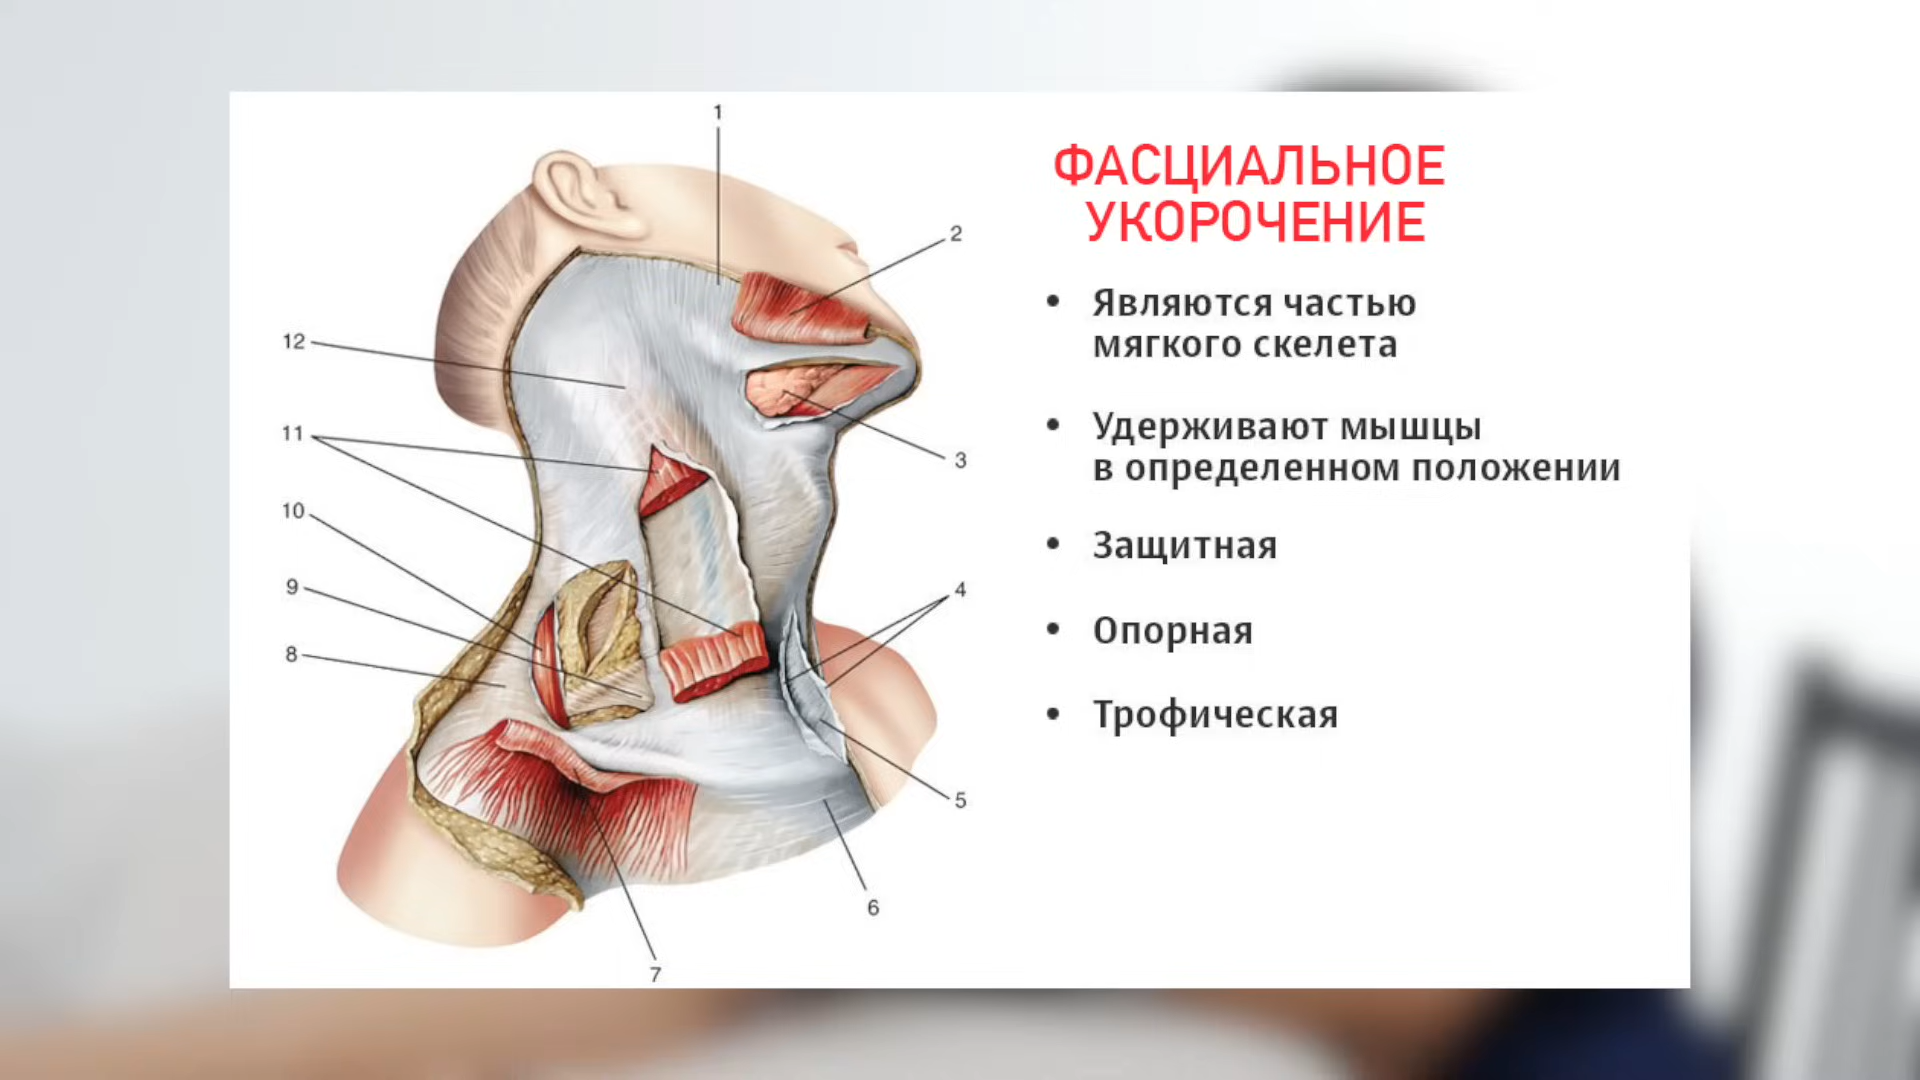 1
2
3
4
5
6
7
8
9
10
11
12
ФАСЦИАЛЬНОЕ
УКОРОЧЕНИЕ
• Являются частью
мягкого скелета
• Удерживают мышцы
в определенном положении
• Защитная
• Опорная
• Трофическая